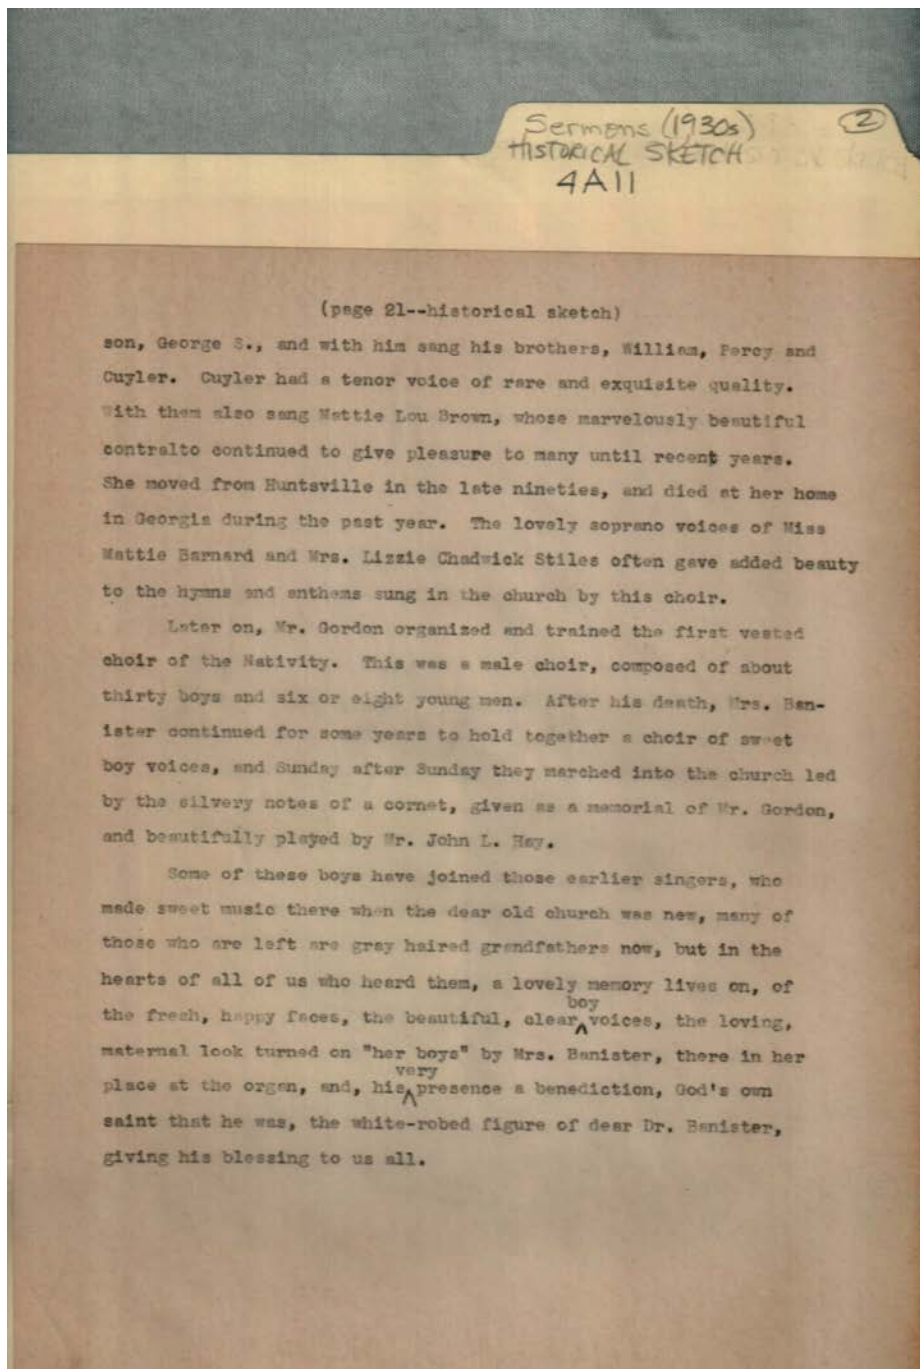 Sermons (1930s)
2
HISTORICAL SKETCH
4A11
(page 21--historical sketch)
son, George S., and with him sang his brothers, William, Percy and
Cuyler. Cuyler had a tenor voice of rare and exquisite quality.
With them also sang Mattie Lou Brown, whose marvelously beautiful
contralto continued to give pleasure to many until recent years.
She moved from Huntsville in the late nineties, and died at her home
in Georgia during the past year. The lovely soprano voices of Miss
Mattie Barnard and Mrs. Lizzie Chadwick Stiles often gave added beauty
to the hymns and anthems sung in the church by this choir.
Later on, Mr. Gordon organized and trained the first vested
choir of the Nativity. This was a male choir, composed of about
thirty boys and six or eight young men. After his death, Mrs. Ban-
ister continued for some years to hold together a choir of sweet
boy voices, and Sunday after Sunday they marched into the church led
by the silvery notes of a cornet, given as a memorial of Mr. Gordon,
and beautifully played by Mr. John L. Hay.
Some of these boys have joined those earlier singers, who
made sweet music there when the dear old church was new, many of
those who are left are gray haired grandfathers now, but in the
hearts of all of us who heard them, a lovely memory lives on, of
boy
the fresh, happy faces, the beautiful, clear voices, the loving,
maternal look turned on "her boys" by Mrs. Banister, there in her
very
place at the organ, and, his presence a benediction, God's own
saint that he was, the white-robed figure of dear Dr. Banister,
giving his blessing to us all.